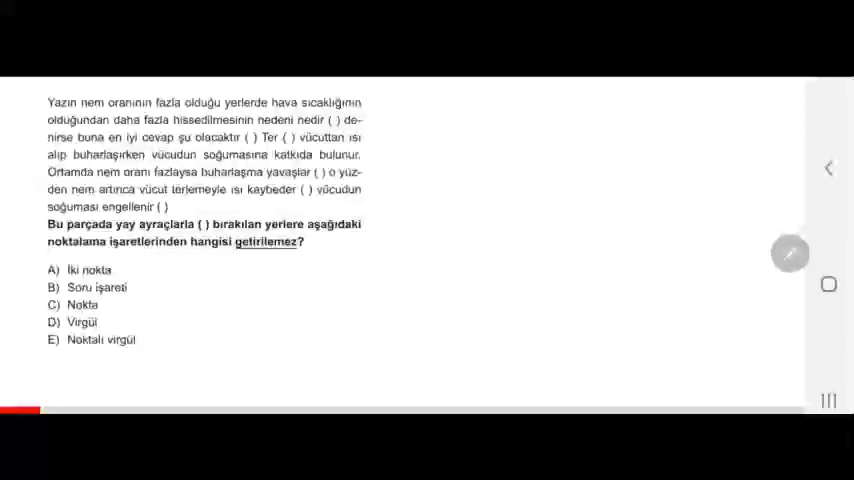 Yazın nem oranının fazla olduğu yerlerde hava sıcaklığının
olduğundan daha fazla hissedilmesinin nedeni nedir ( ) de-
nirse buna en iyi cevap şu olacaktır ( ) Ter ( ) vücuttan ısı
alıp buharlaşırken vücudun soğumasına katkıda bulunur.
Ortamda nem oranı fazlaysa buharlaşma yavaşlar ( ) o yüz-
den nem artınca vücut terlemeyle ısı kaybeder ( ) vücudun
soğuması engellenir ( )
Bu parçada yay ayraçlarla ( ) bırakılan yerlere aşağıdaki
noktalama işaretlerinden hangisi getirilemez?
A) İki nokta
B) Soru işareti
C) Nokta
D) Virgül
E) Noktalı virgül